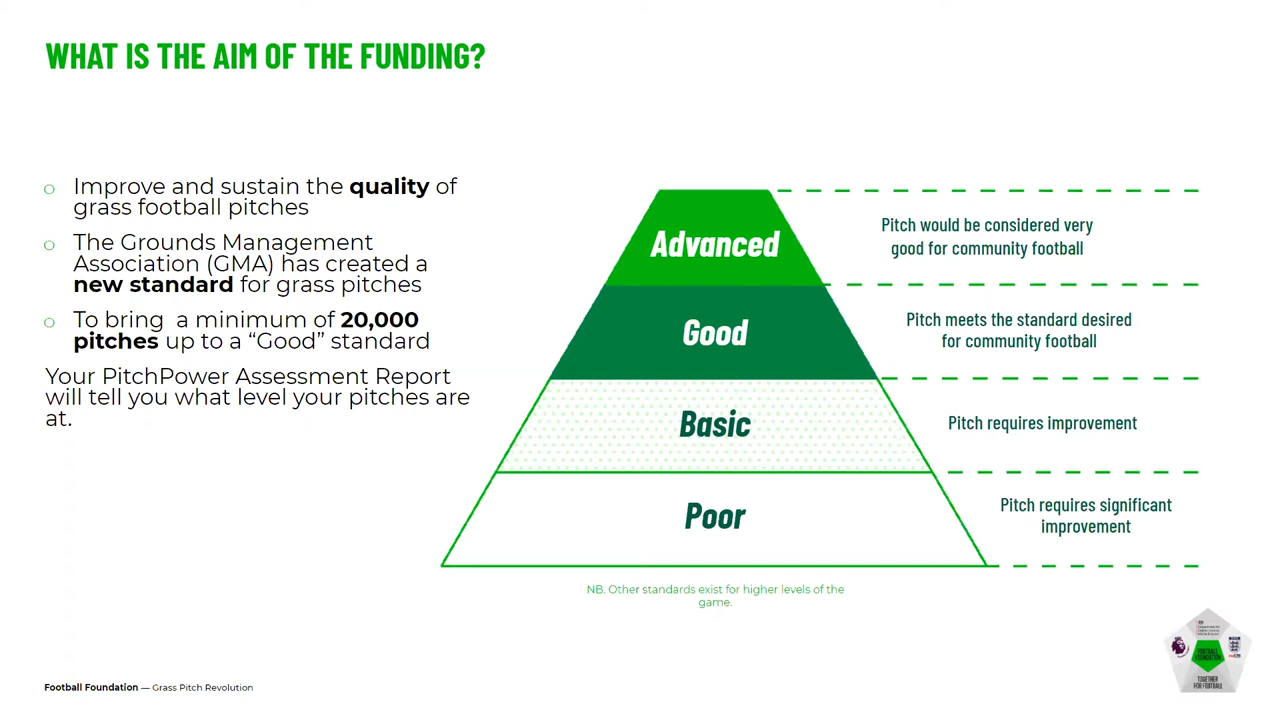 WHAT IS THE AIM OF THE FUNDING?
Improve and sustain the quality of
grass football pitches
The Grounds Management
Association (GMA) has created a
new standard for grass pitches
To bring  a minimum of 20,000
pitches up to a “Good” standard
Your PitchPower Assessment Report
will tell you what level your pitches are
at.
Advanced
Pitch would be considered very
good for community football
Good
Pitch meets the standard desired
for community football
Basic
Pitch requires improvement
Poor
Pitch requires significant
improvement
NB. Other standards exist for higher levels of the
game.
FOOTBALL
FOUNDATION
TOGETHER
FOR FOOTBALL
Football Foundation — Grass Pitch Revolution